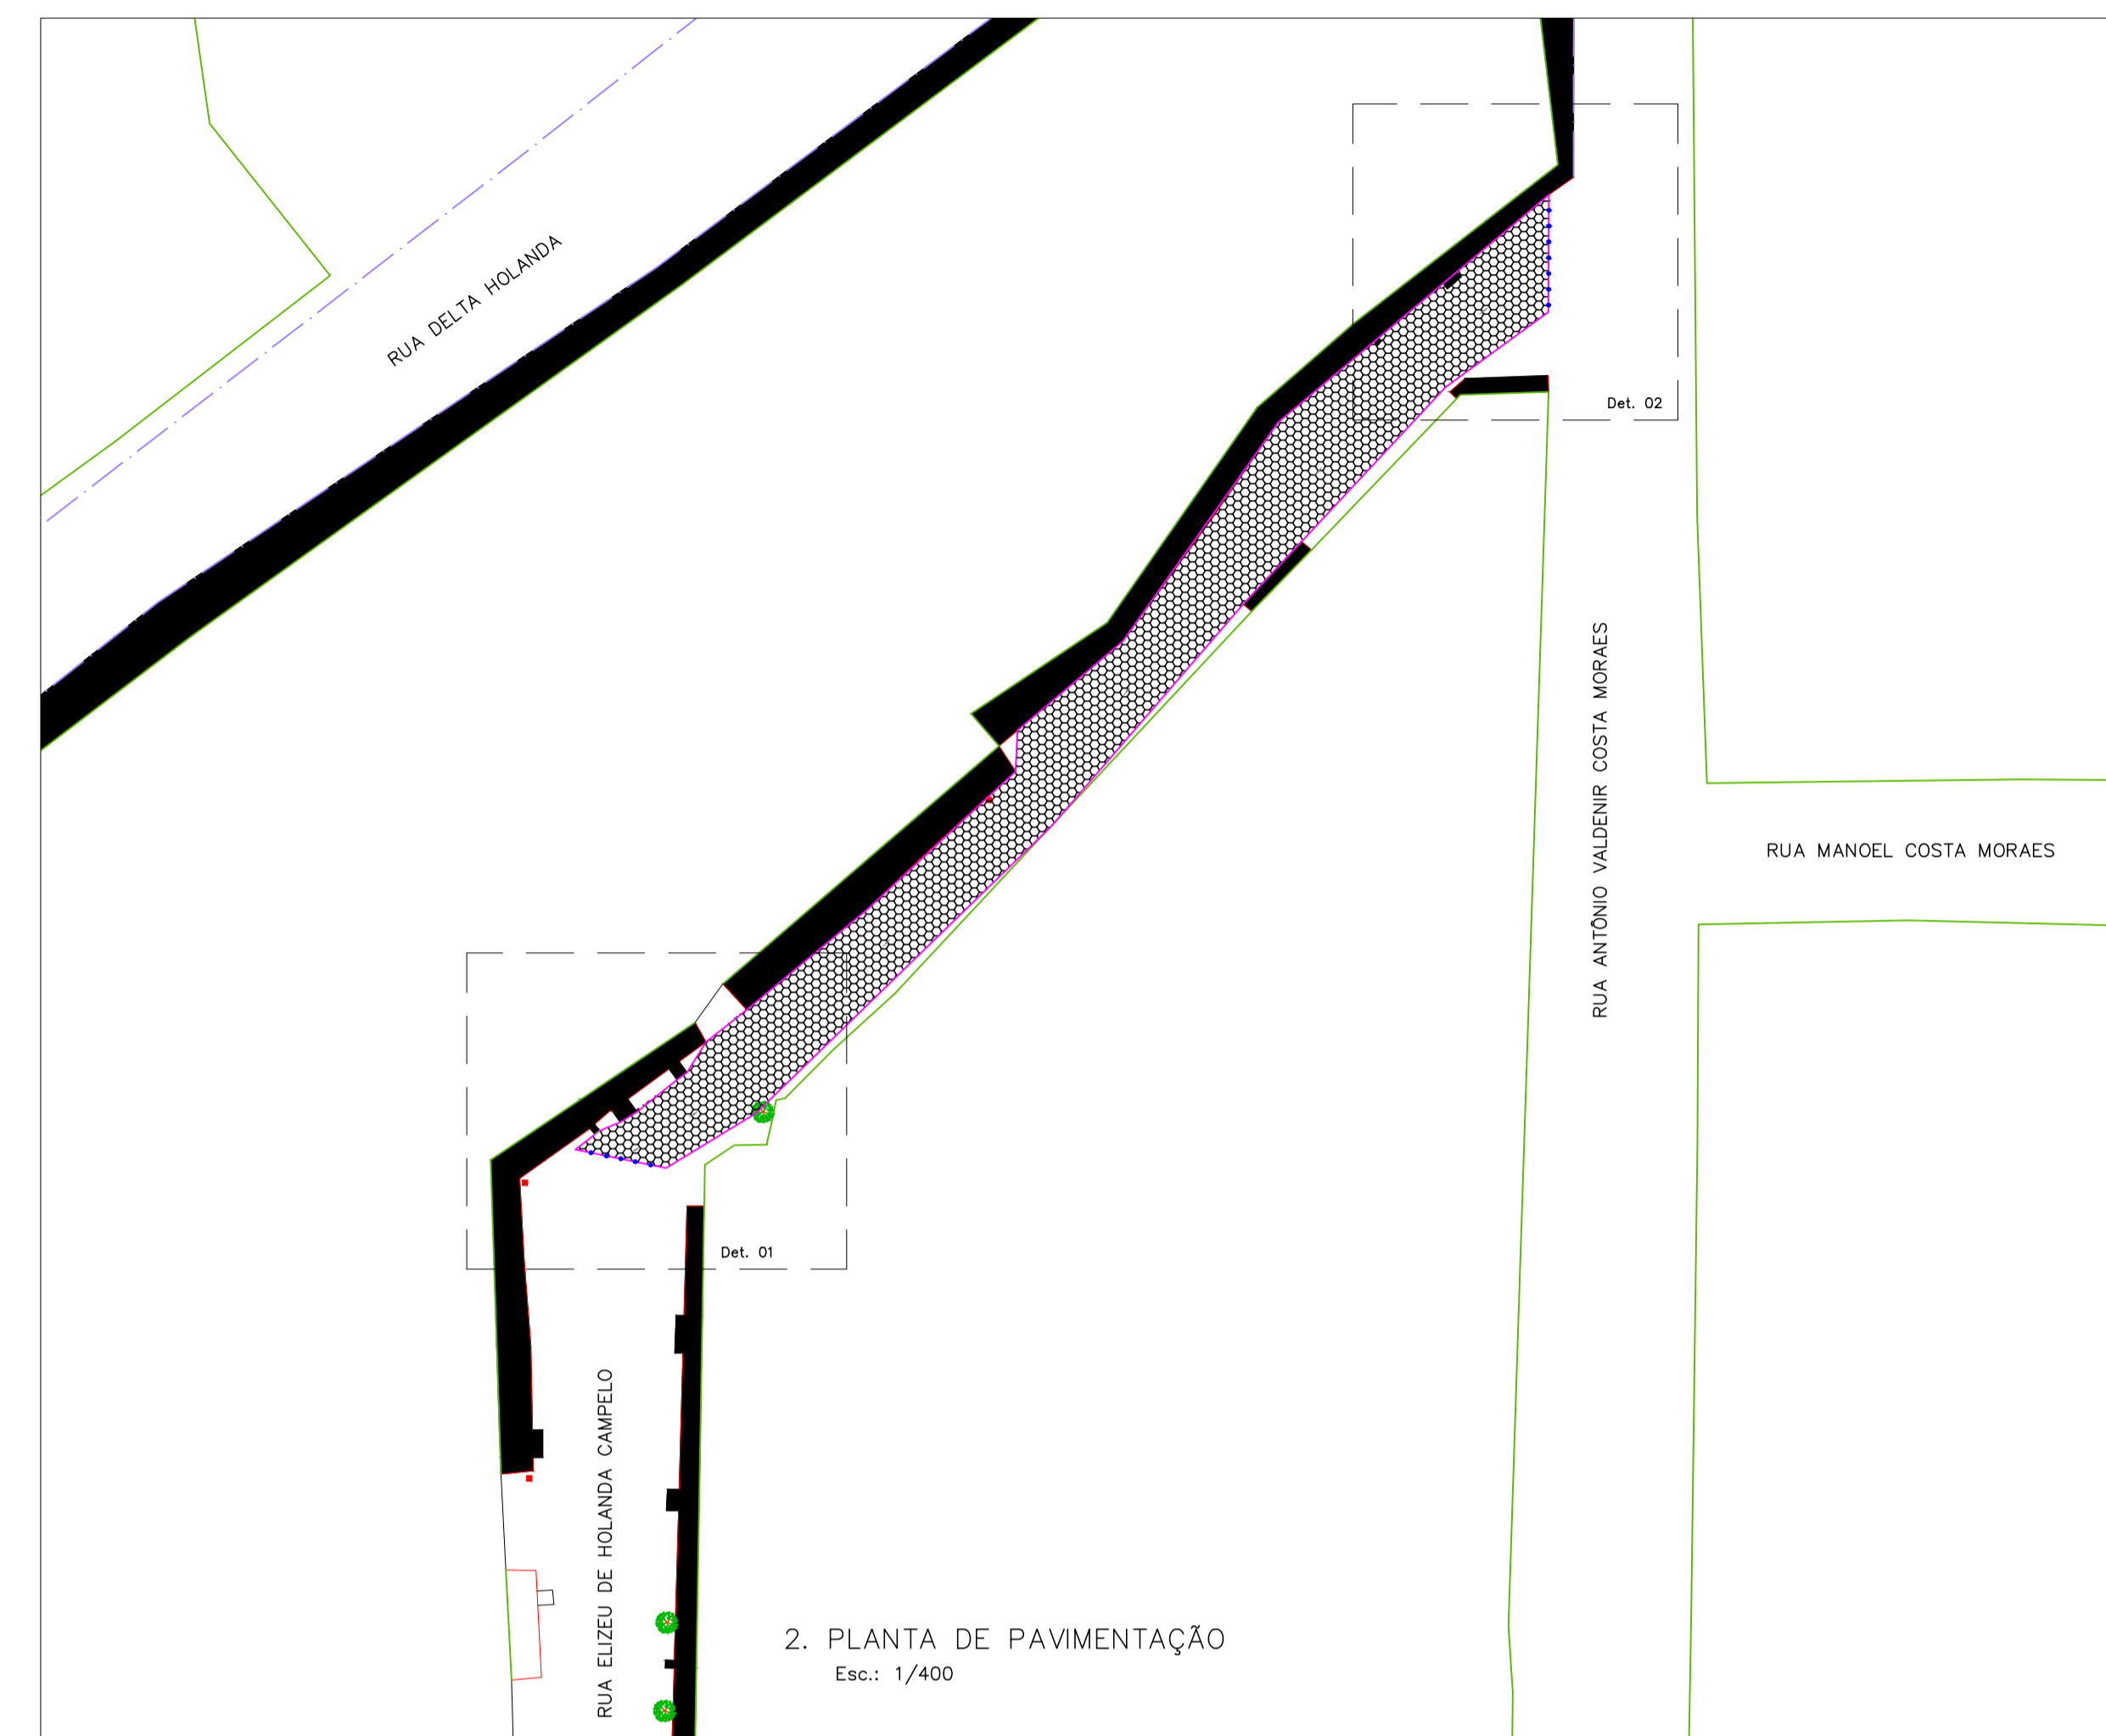 RUA DELTA HOLANDA
Det. 02
RUA ANTÔNIO VALDENIR COSTA MORAES
RUA MANOEL COSTA MORAES
Det. 01
RUA ELIZEU DE HOLANDA CAMPELO
2. PLANTA DE PAVIMENTAÇÃO
Esc.: 1/400